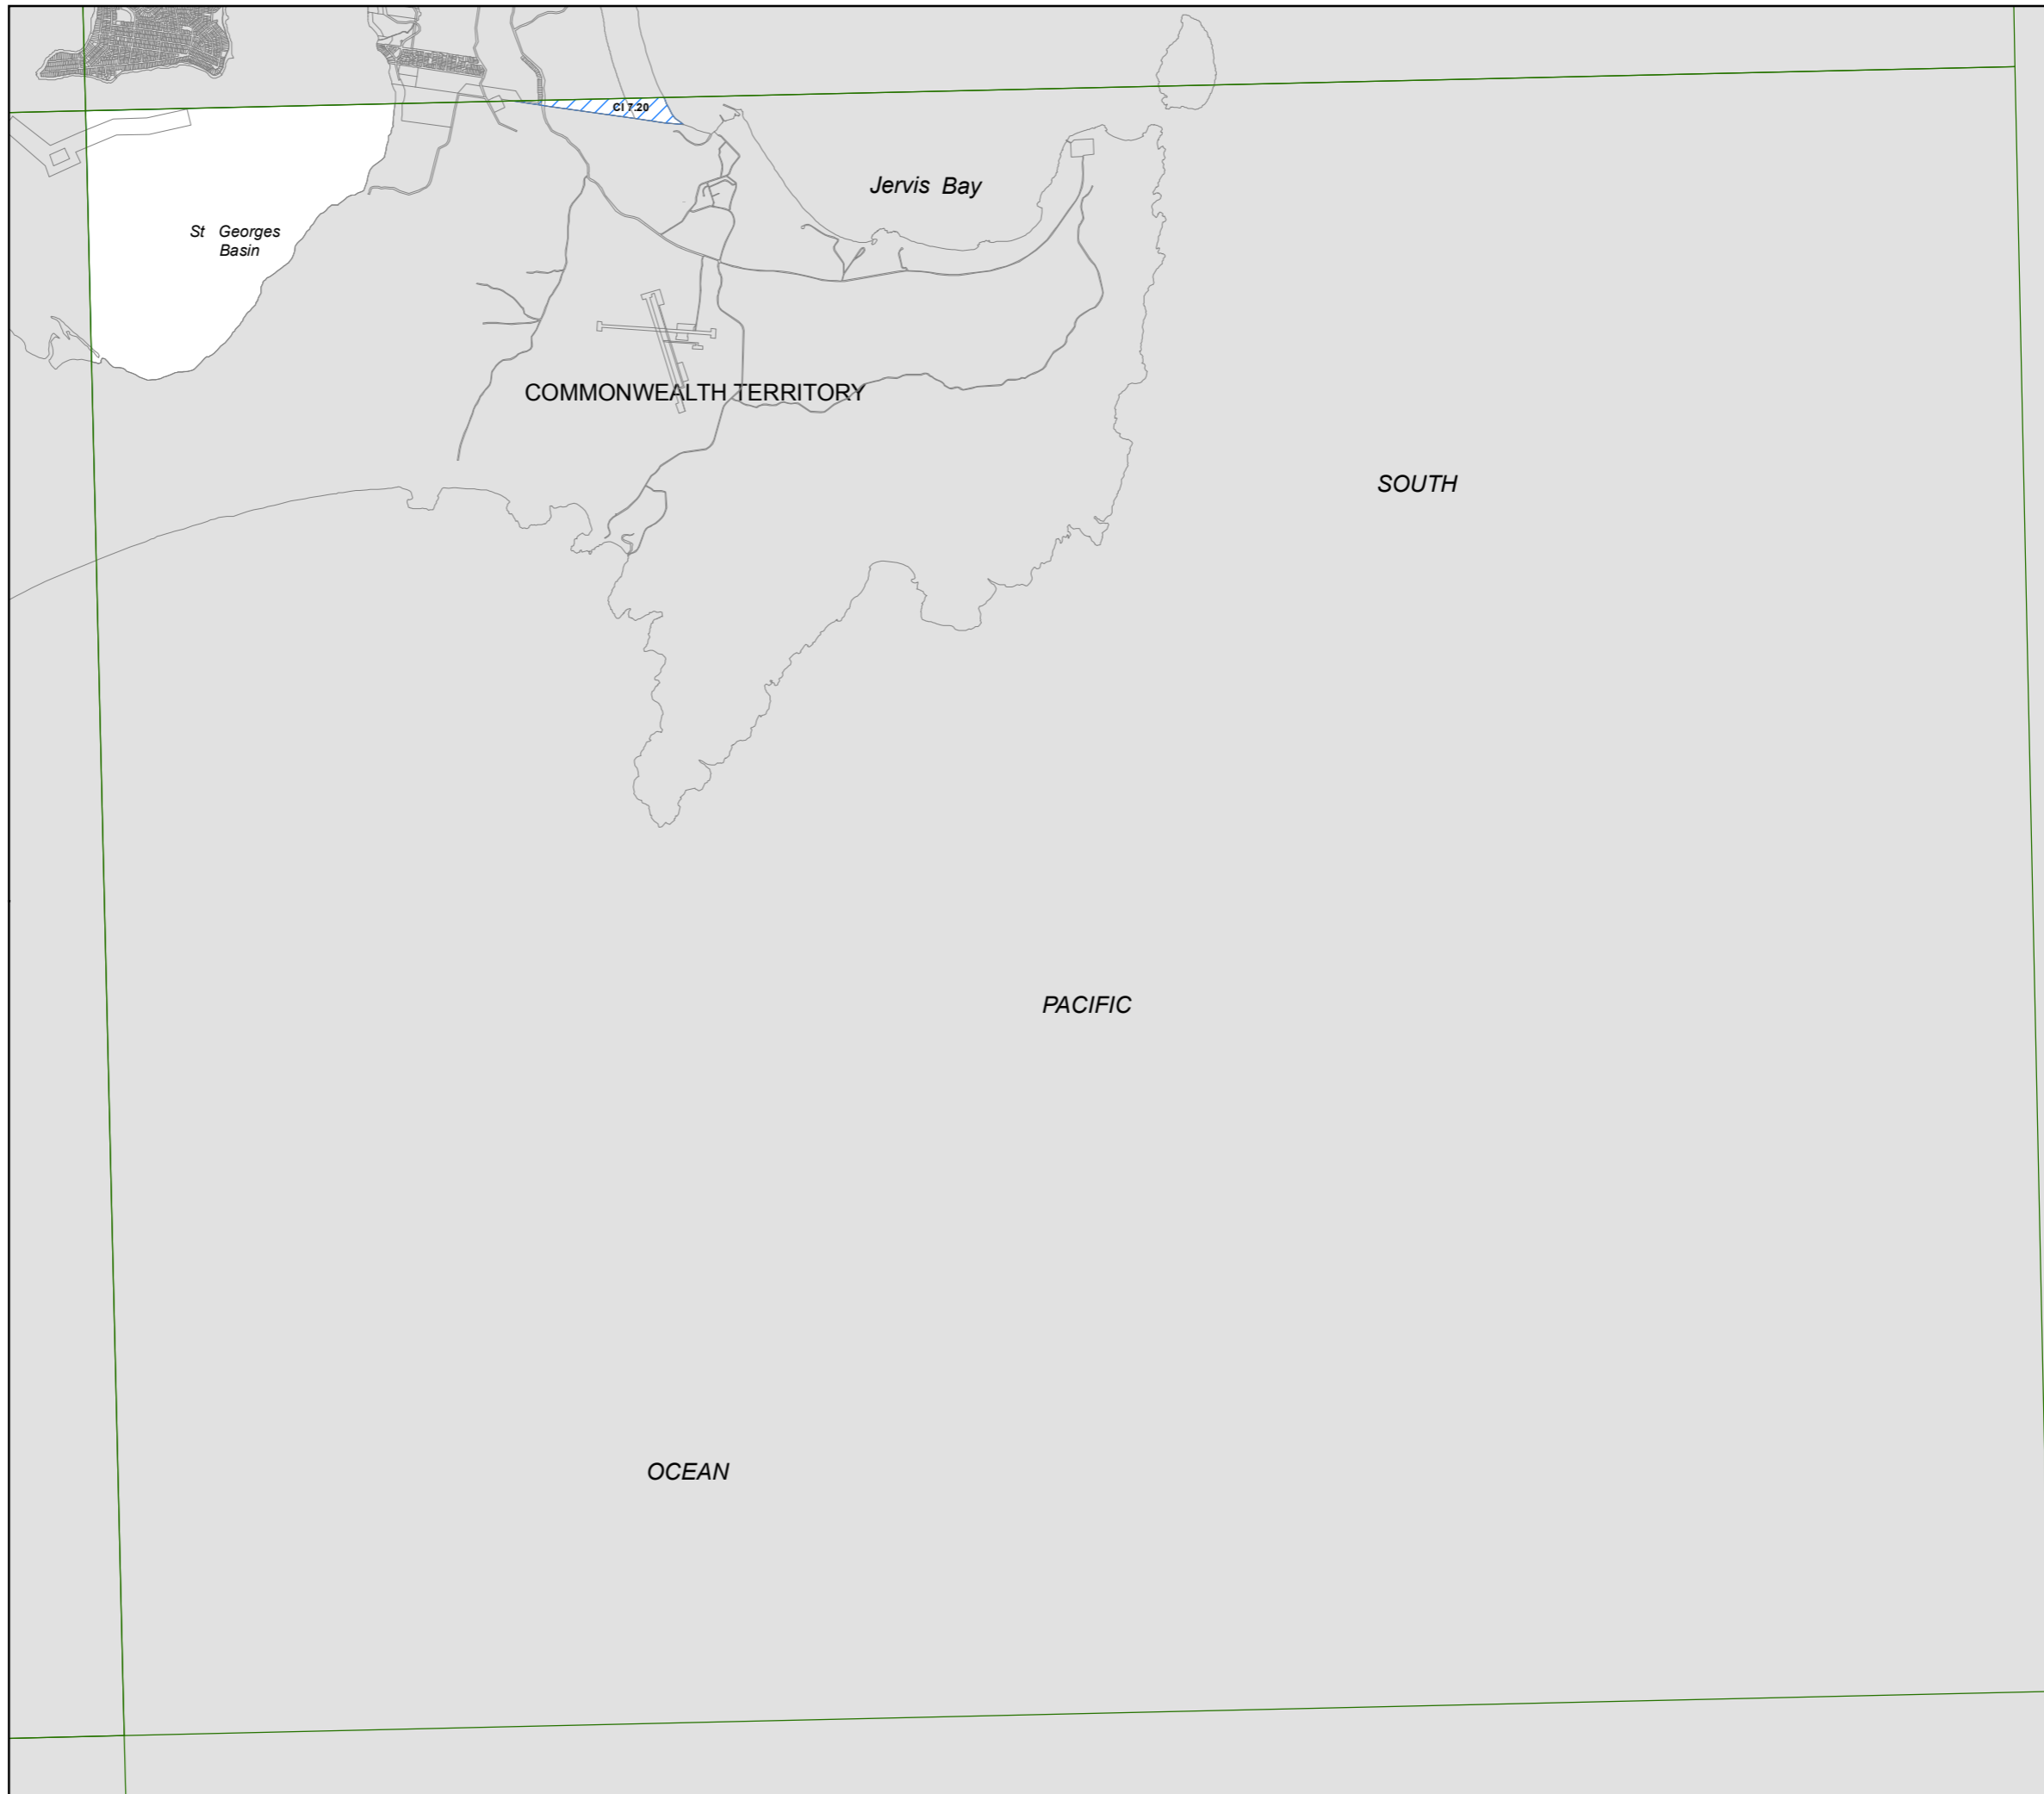 Cl 7.20
Jervis Bay
St Georges
Basin
COMMONWEALTH TERRITORY
SOUTH
PACIFIC
OCEAN